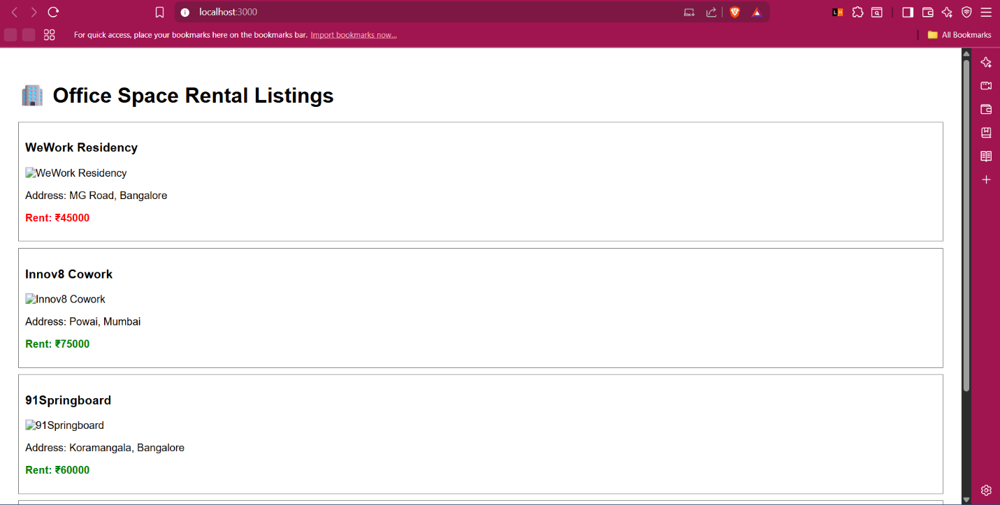 localhost:3000
For quick access, place your bookmarks here on the bookmarks bar. Import bookmarks now...
All Bookmarks
Office Space Rental Listings
WeWork Residency
WeWork Residency
Address: MG Road, Bangalore
Rent: ₹45000
Innov8 Cowork
Innov8 Cowork
Address: Powai, Mumbai
Rent: ₹75000
91Springboard
91Springboard
Address: Koramangala, Bangalore
Rent: ₹60000